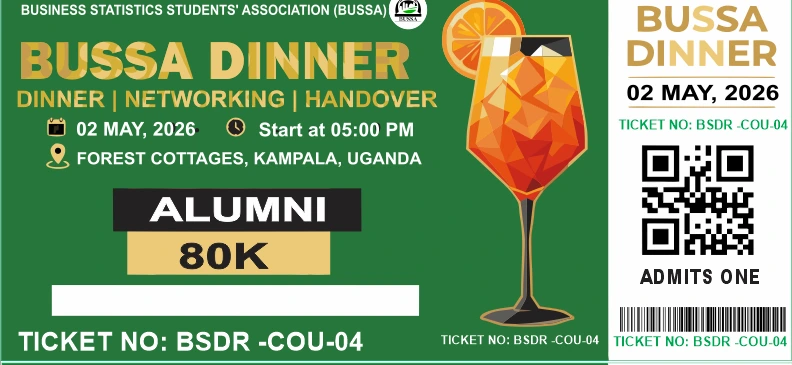 BUSINESS STATISTICS STUDENTS' ASSOCIATION (BUSSA)
BUSSA
BUSSA DINNER
DINNER | NETWORKING | HANDOVER
02 MAY, 2026
Start at 05:00 PM
FOREST COTTAGES, KAMPALA, UGANDA
ALUMNI
80K
TICKET NO: BSDR -COU-04
TICKET NO: BSDR -COU-04
BUSSA
DINNER
02 MAY, 2026
TICKET NO: BSDR -COU-04
ADMITS ONE
TICKET NO: BSDR -COU-04